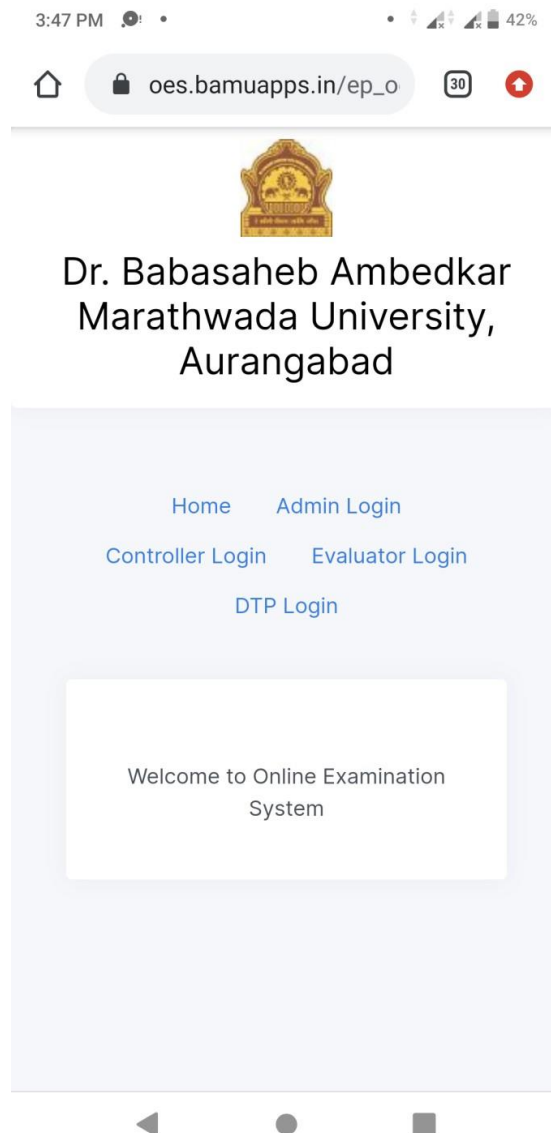 3:47 PM
42%
oes.bamuapps.in/ep_o
30
Dr. Babasaheb Ambedkar
Marathwada University,
Aurangabad
Home Admin Login
Controller Login Evaluator Login
DTP Login
Welcome to Online Examination
System